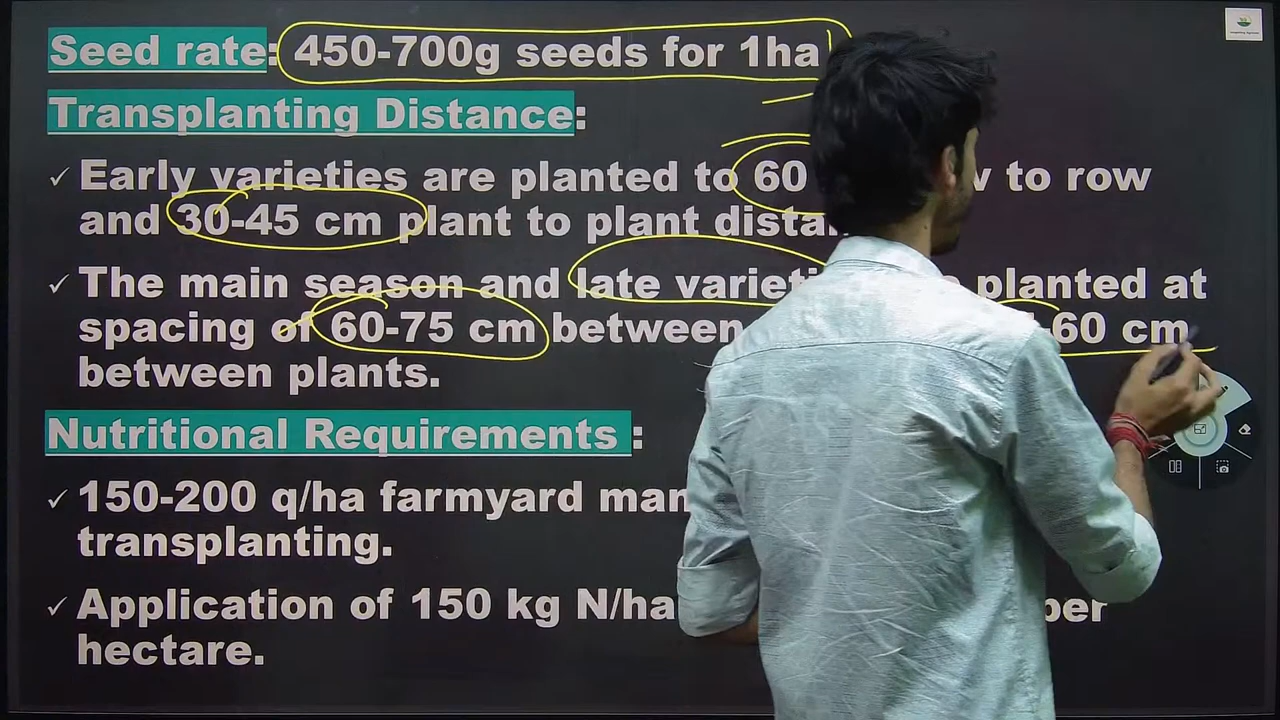 Seed rate: 450-700g seeds for 1ha
Transplanting Distance:
✓ Early varieties are planted to 60 to row
and 30-45 cm plant to plant
✓ The main season and late planted at
spacing of 60-75 cm between 60 cm
between plants.
Nutritional Requirements :
✓ 150-200 q/ha farmyard
transplanting.
✓ Application of 150 kg N/ha per
hectare.